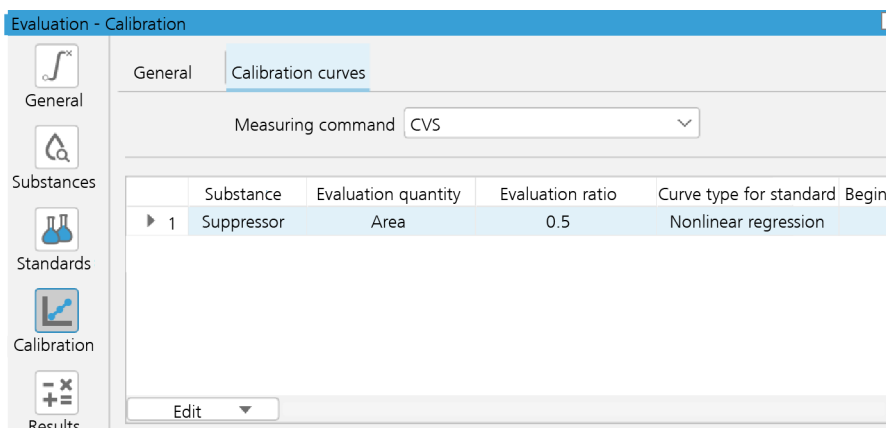 Evaluation - Calibration
General
Substances
Standards
Calibration
Results
General Calibration curves
Measuring command CVS
Substance Evaluation quantity Evaluation ratio Curve type for standard Begin
1 Suppressor Area 0.5 Nonlinear regression
Edit